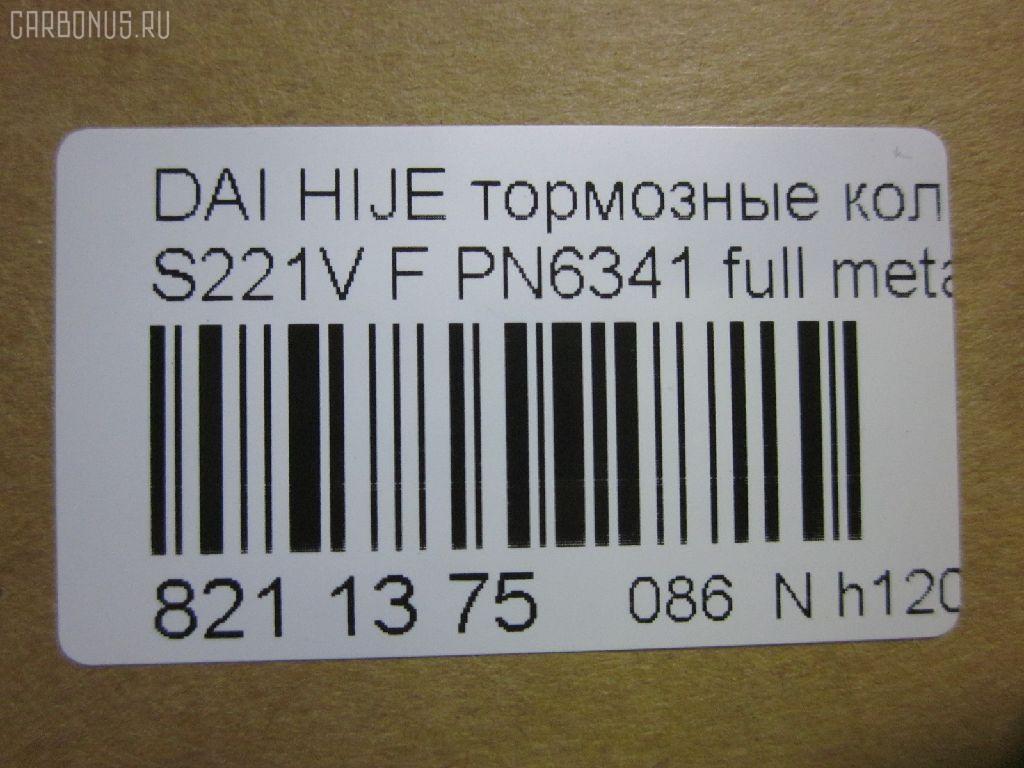 CARBONUS.RU
DAI HIJE тормозные кол
S221V F PN6341 full meta
821 13 75 086 N h120